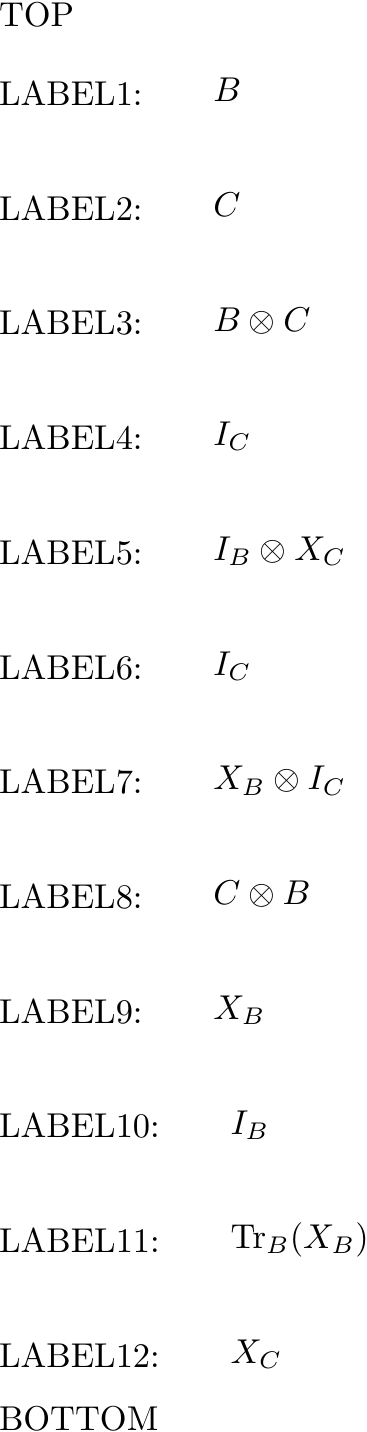 TOP
LABEL1: B
LABEL2: C
LABEL3: B ⊗ C
LABEL4: I_C
LABEL5: I_B ⊗ X_C
LABEL6: I_C
LABEL7: X_B ⊗ I_C
LABEL8: C ⊗ B
LABEL9: X_B
LABEL10: I_B
LABEL11: Tr_B(X_B)
LABEL12: X_C
BOTTOM